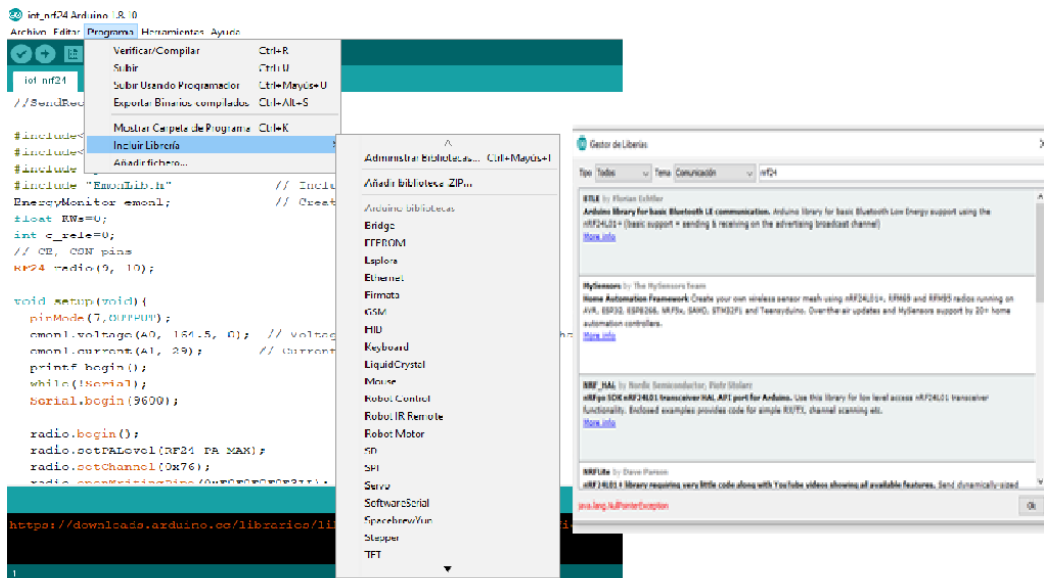 iot_nrf24 Arduino 1.8.10
Archivo Editar Programa Herramientas Ayuda
Verificar/Compilar Ctrl+R
Subir Ctrl+U
Subir Usando Programador Ctrl+Mayús+U
Exportar Binarios compilados Ctrl+Alt+S
Mostrar Carpeta de Programa Ctrl+K
Incluir Librería
Añadir fichero...
iot_nrf24
//SendRec
#include<
#include<
#include
#include "EmonLib.h" // Inclu
EnergyMonitor emon1; // Creat
float RWs=0;
int c_rele=0;
// CE, CSN pins
RF24 radio(9, 10);
void setup(void){
pinMode(7,OUTPUT);
emon1.voltage(A0, 164.5, 0); // Voltag
emon1.current(A1, 29); // Current
printf_begin();
while(!Serial);
Serial.begin(9600);
radio.begin();
radio.setPALevel(RF24_PA_MAX);
radio.setChannel(0x76);
https://downloads.arduino.cc/libraries/li
1
Administrar Bibliotecas... Ctrl+Mayús+I
Añadir biblioteca .ZIP...
Arduino bibliotecas
Bridge
EEPROM
Esplora
Ethernet
Firmata
GSM
HID
Keyboard
LiquidCrystal
Mouse
Robot Control
Robot IR Remote
Robot Motor
SD
SPI
Servo
SoftwareSerial
SpacebrewYun
Stepper
TFT
Gestor de Librerías
Tipo Todos Tema Comunicación nrf24
BTLE by Florian Echtler
Arduino library for basic Bluetooth LE communication. Arduino library for basic Bluetooth Low Energy support using the
nRF24L01+ (basic support = sending & receiving on the advertising broadcast channel)
More info
MySensors by The MySensors Team
Home Automation Framework Create your own wireless sensor mesh using nRF24L01+, RFM69 and RFM95 radios running on
AVR, ESP32, ESP8266, NRF5x, SAMD, STM32F1 and Teensyduino. Over-the-air updates and MySensors support by 20+ home
automation controllers.
More info
NRF_HAL by Nordic Semiconductor, Piotr Stolarz
nRFgo SDK nRF24L01 transceiver HAL API port for Arduino. Use this library for low level access nRF24L01 transceiver
functionality. Enclosed examples provides code for simple RX/TX, channel scanning etc.
More info
NRFLite by Dave Parson
nRF24L01+ library requiring very little code along with YouTube videos showing all available features. Send dynamically-sized
java.lang.NullPointerException
Ok